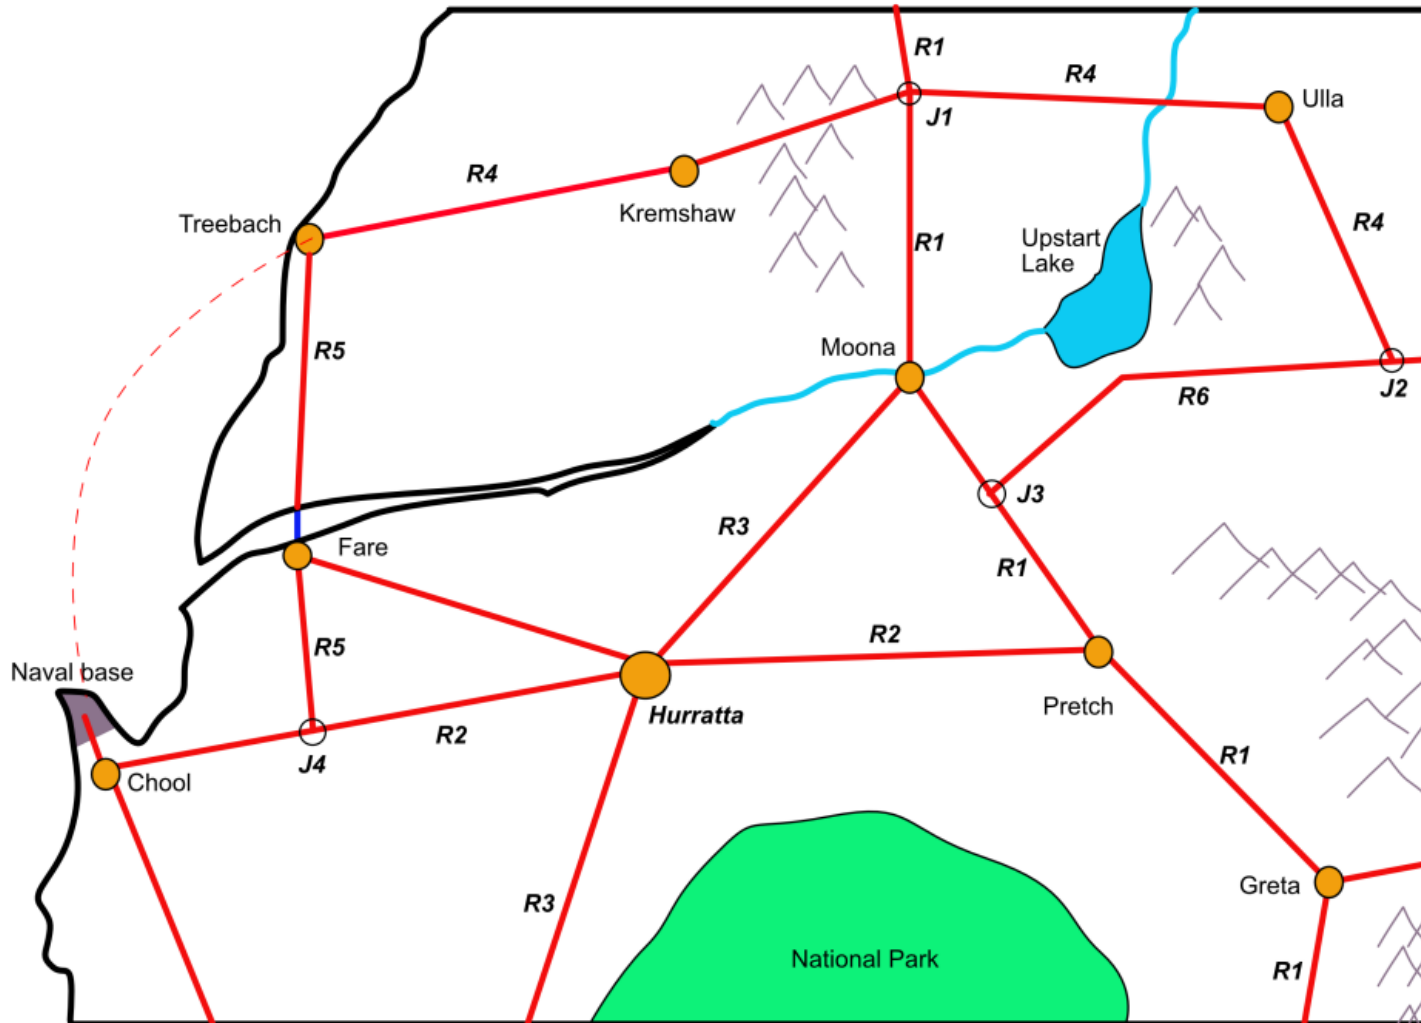 R1
R4
Ulla
J1
R4
Kremshaw
Treebach
R4
R1
Upstart
Lake
R5
Moona
J2
R6
J3
R3
Fare
R1
R2
R5
Naval base
Hurratta
Pretch
R2
R1
J4
Chool
Greta
R3
National Park
R1